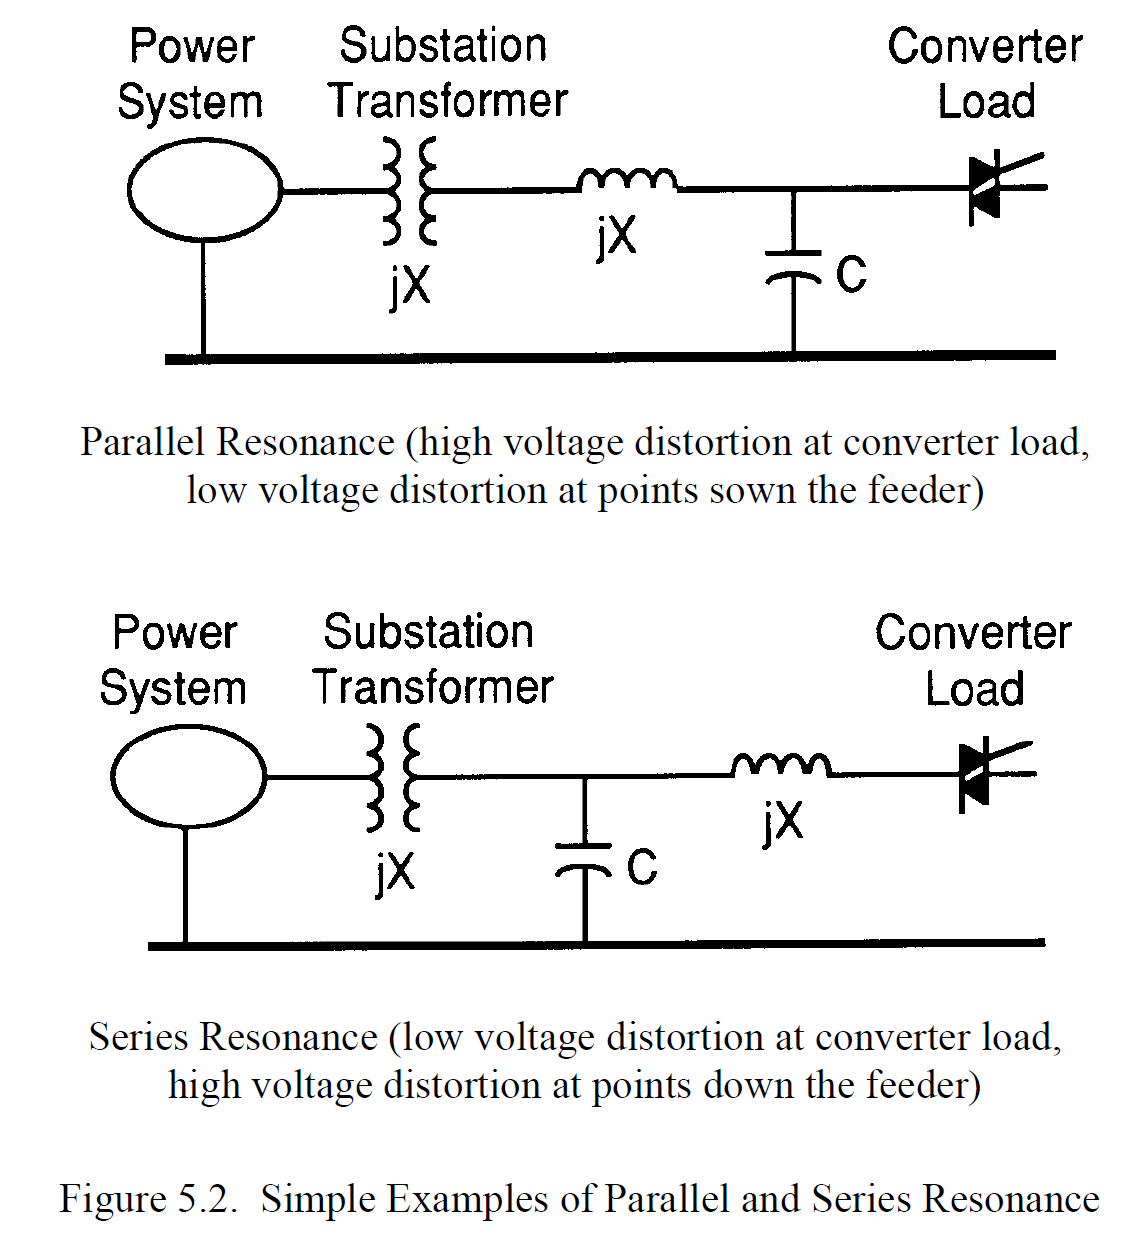 Power Substation Converter
System Transformer Load
jX
jX
C
Parallel Resonance (high voltage distortion at converter load,
low voltage distortion at points sown the feeder)
Power Substation Converter
System Transformer Load
jX
C
jX
Series Resonance (low voltage distortion at converter load,
high voltage distortion at points down the feeder)
Figure 5.2. Simple Examples of Parallel and Series Resonance